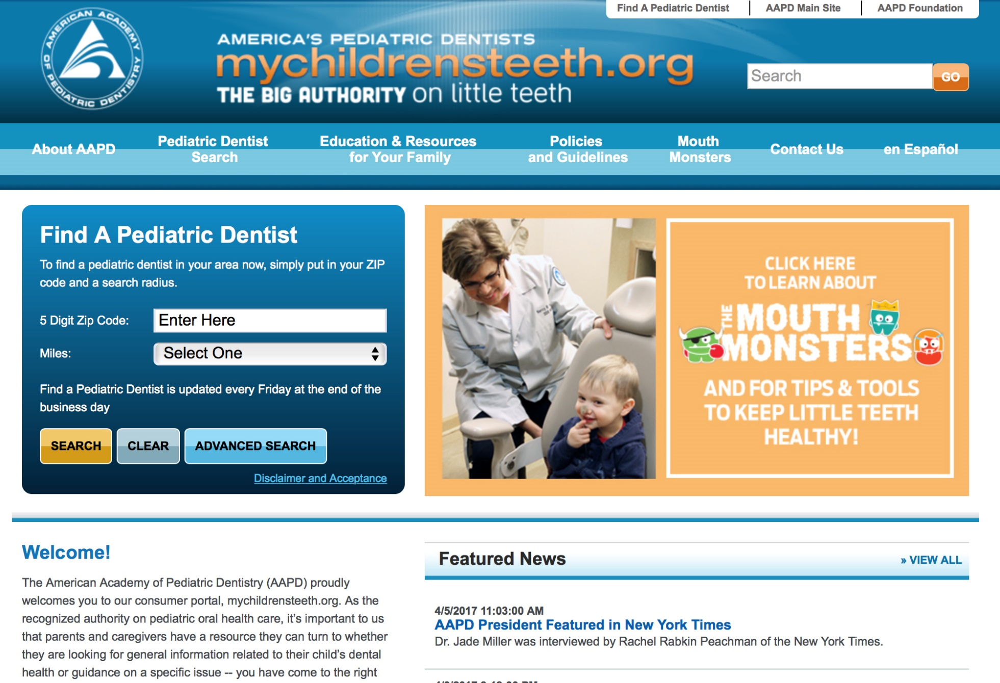 Find A Pediatric Dentist
AAPD Main Site
AAPD Foundation
AMERICAN ACADEMY OF PEDIATRIC DENTISTRY
AMERICA'S PEDIATRIC DENTISTS
mychildrensteeth.org
THE BIG AUTHORITY on little teeth
Search
GO
About AAPD
Pediatric Dentist
Search
Education & Resources
for Your Family
Policies
and Guidelines
Mouth
Monsters
Contact Us
en Español
Find A Pediatric Dentist
To find a pediatric dentist in your area now, simply put in your ZIP
code and a search radius.
5 Digit Zip Code:
Enter Here
Miles:
Select One
Find a Pediatric Dentist is updated every Friday at the end of the
business day
SEARCH
CLEAR
ADVANCED SEARCH
Disclaimer and Acceptance
CLICK HERE
TO LEARN ABOUT
THE MOUTH
MONSTERS
AND FOR TIPS & TOOLS
TO KEEP LITTLE TEETH
HEALTHY!
Welcome!
The American Academy of Pediatric Dentistry (AAPD) proudly
welcomes you to our consumer portal, mychildrensteeth.org. As the
recognized authority on pediatric oral health care, it’s important to us
that parents and caregivers have a resource they can turn to whether
they are looking for general information related to their child’s dental
health or guidance on a specific issue -- you have come to the right
Featured News
» VIEW ALL
4/5/2017 11:03:00 AM
AAPD President Featured in New York Times
Dr. Jade Miller was interviewed by Rachel Rabkin Peachman of the New York Times.